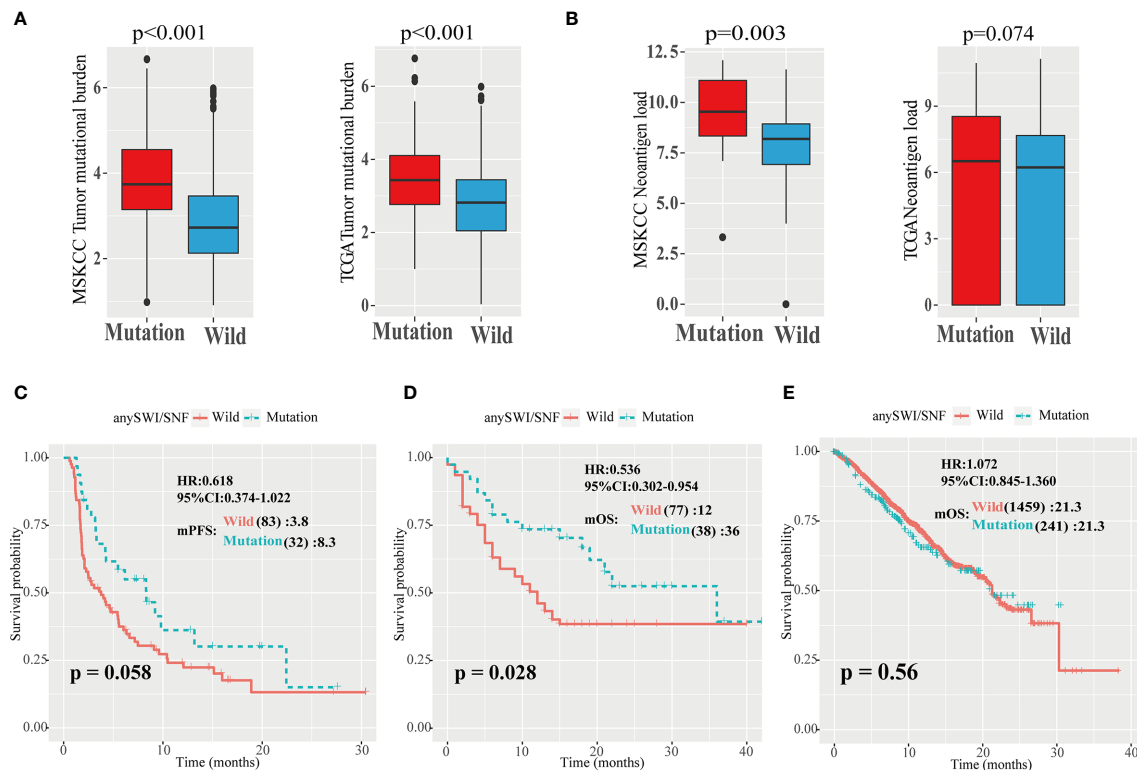 A
B
p<0.001
p<0.001
p=0.003
p=0.074
MSKCC Tumor mutational burden
6
4
2
Mutation Wild
TCGA Tumor mutational burden
6
4
2
0
Mutation Wild
MSKCC Neoantigen load
12.5
10.0
7.5
5.0
2.5
0.0
Mutation Wild
TCGA Neoantigen load
9
6
3
0
Mutation Wild
C
anySWI/SNF Wild Mutation
Survival probability
1.00
0.75
0.50
0.25
0.00
HR:0.618
95%CI:0.374-1.022
mPFS: Wild (83) :3.8
Mutation (32) :8.3
p = 0.058
0 10 20 30
Time (months)
D
anySWI/SNF Wild Mutation
Survival probability
1.00
0.75
0.50
0.25
0.00
HR:0.536
95%CI:0.302-0.954
mOS: Wild (77) :12
Mutation (38) :36
p = 0.028
0 10 20 30 40
Time (months)
E
anySWI/SNF Wild Mutation
Survival probability
1.00
0.75
0.50
0.25
0.00
HR:1.072
95%CI:0.845-1.360
mOS: Wild (1459) :21.3
Mutation (241) :21.3
p = 0.56
0 10 20 30 40
Time (months)